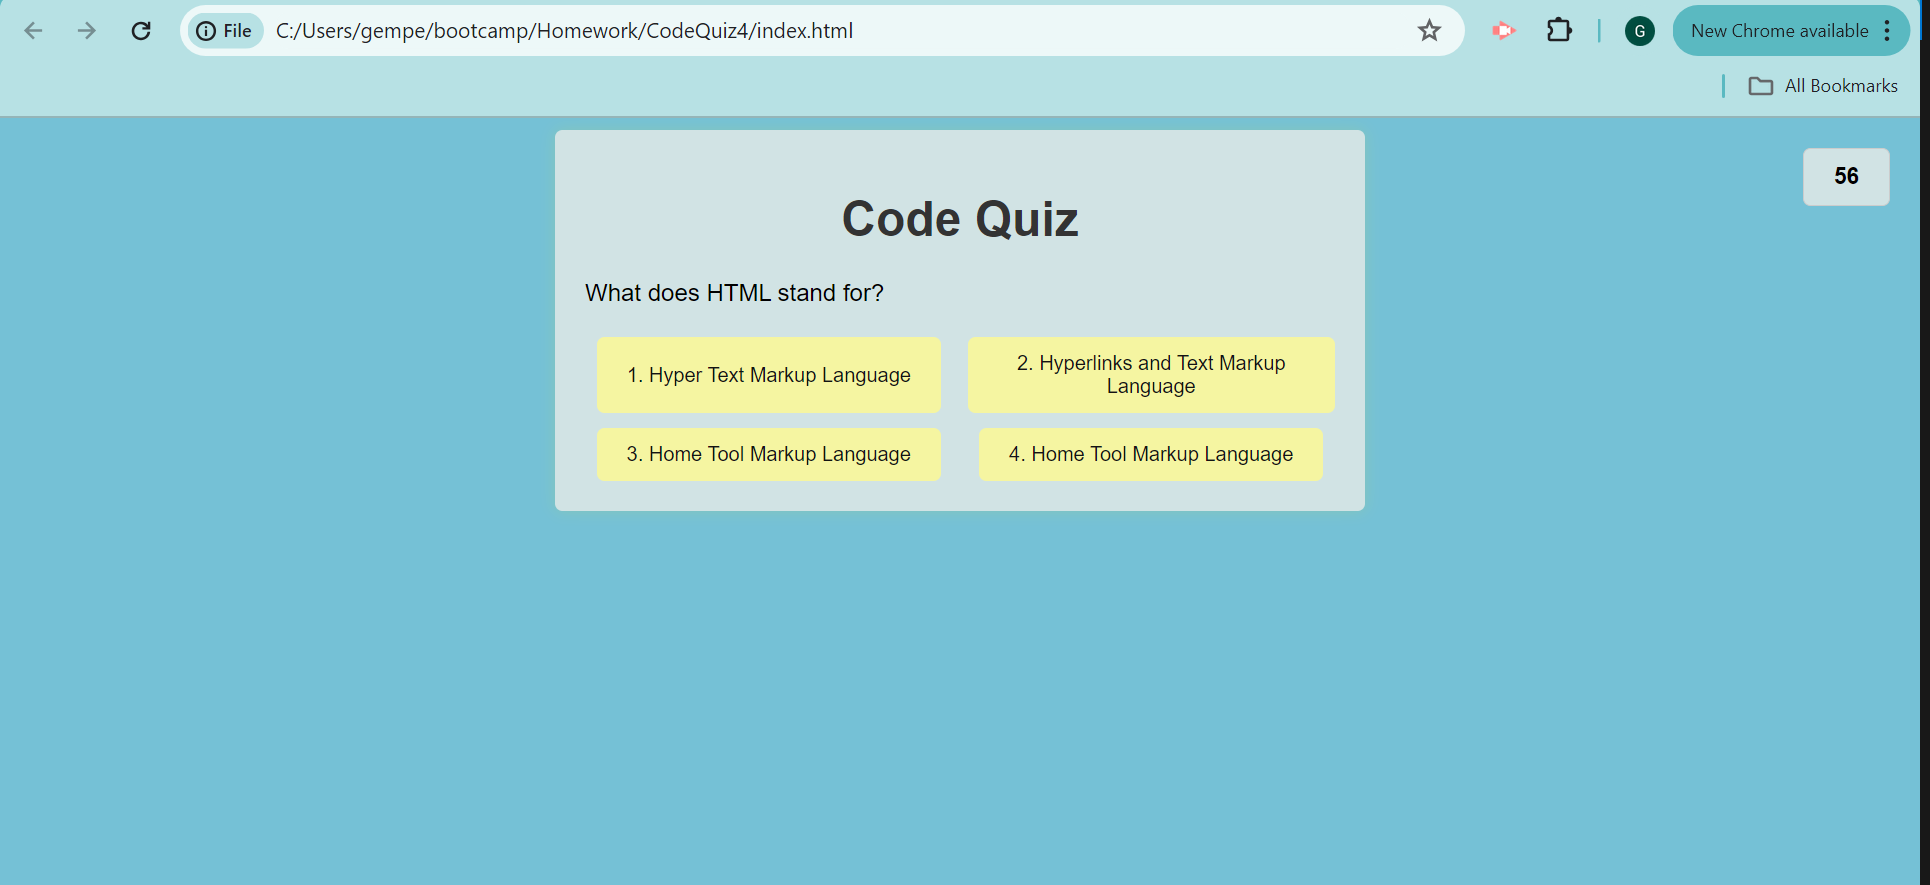 File C:/Users/gempe/bootcamp/Homework/CodeQuiz4/index.html G New Chrome available
All Bookmarks
56
Code Quiz
What does HTML stand for?
1. Hyper Text Markup Language
2. Hyperlinks and Text Markup
Language
3. Home Tool Markup Language
4. Home Tool Markup Language